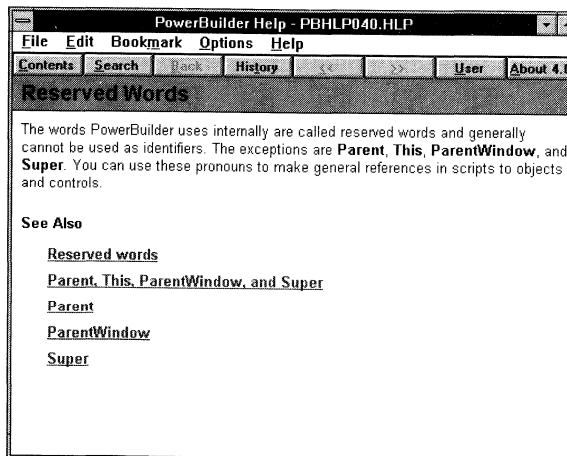 PowerBuilder Help - PBHLP040.HLP
File Edit Bookmark Options Help
Contents Search Back History << >> User About 4.0
Reserved Words
The words PowerBuilder uses internally are called reserved words and generally
cannot be used as identifiers. The exceptions are Parent, This, ParentWindow, and
Super. You can use these pronouns to make general references in scripts to objects
and controls.
See Also
Reserved words
Parent, This, ParentWindow, and Super
Parent
ParentWindow
Super